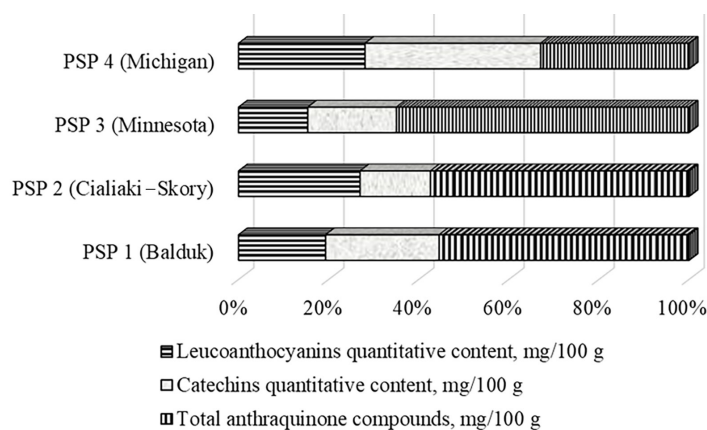 PSP 4 (Michigan)
PSP 3 (Minnesota)
PSP 2 (Cialiaki –Skory)
PSP 1 (Balduk)
0% 20% 40% 60% 80% 100%
Leucoanthocyanins quantitative content, mg/100 g
Catechins quantitative content, mg/100 g
Total anthraquinone compounds, mg/100 g